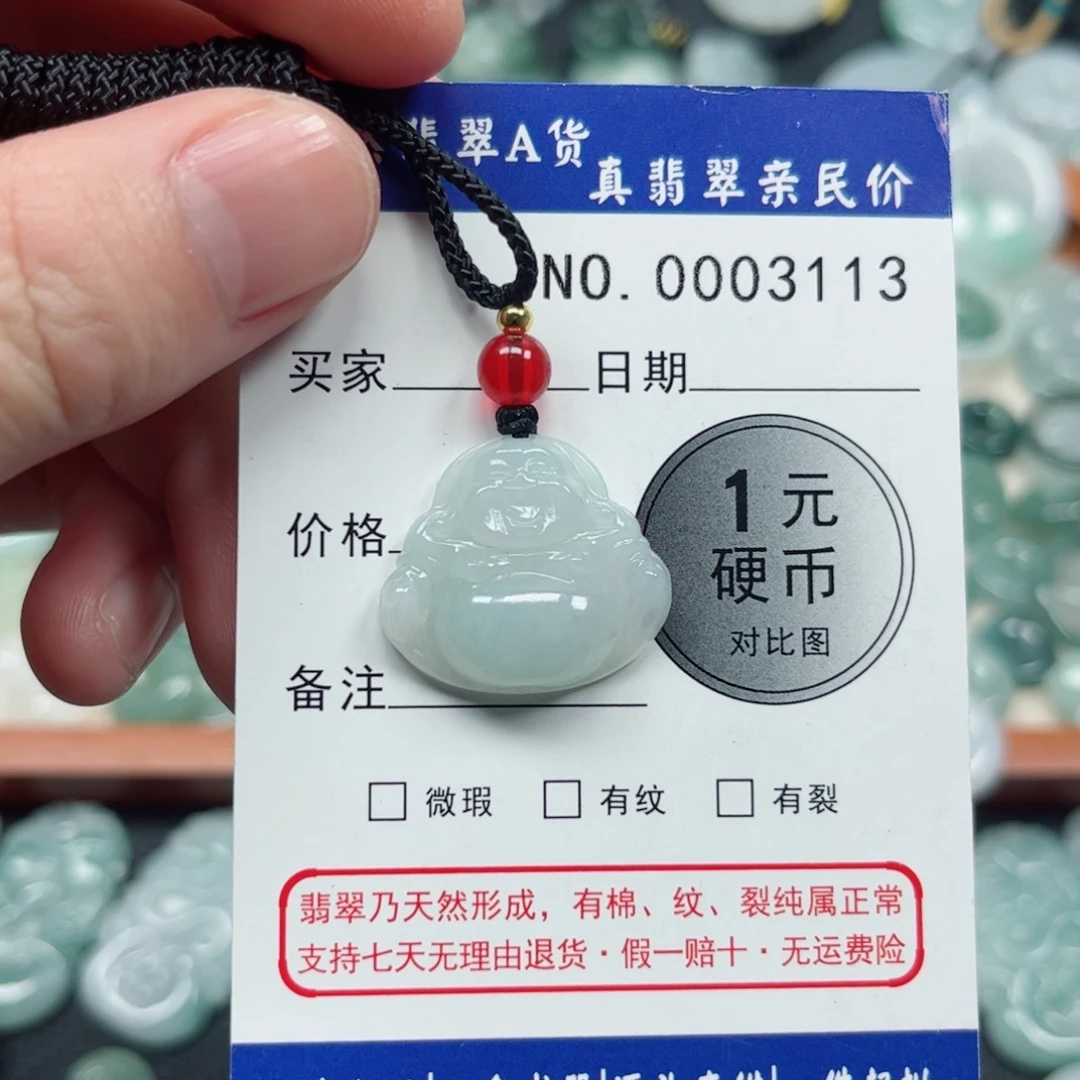 翡翠A货
真翡翠亲民价
NO. 0003113
买家 日期
1元
硬币
对比图
价格
备注
□ 微瑕 □ 有纹 □ 有裂
翡翠乃天然形成，有棉、纹、裂纯属正常
支持七天无理由退货·假一赔十·无运费险